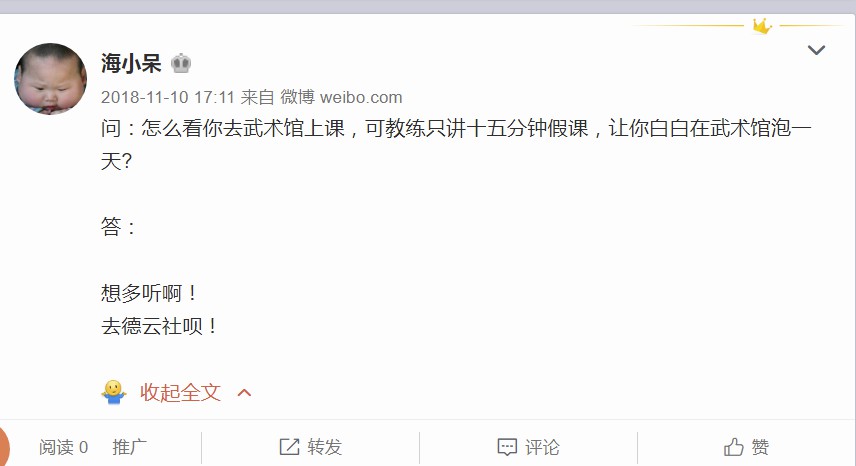 海小呆
2018-11-10 17:11 来自 微博 weibo.com
问：怎么看你去武术馆上课，可教练只讲十五分钟假课，让你白白在武术馆泡一
天？
答：
想多听啊！
去德云社呗！
收起全文
阅读 0 推广 转发 评论 赞